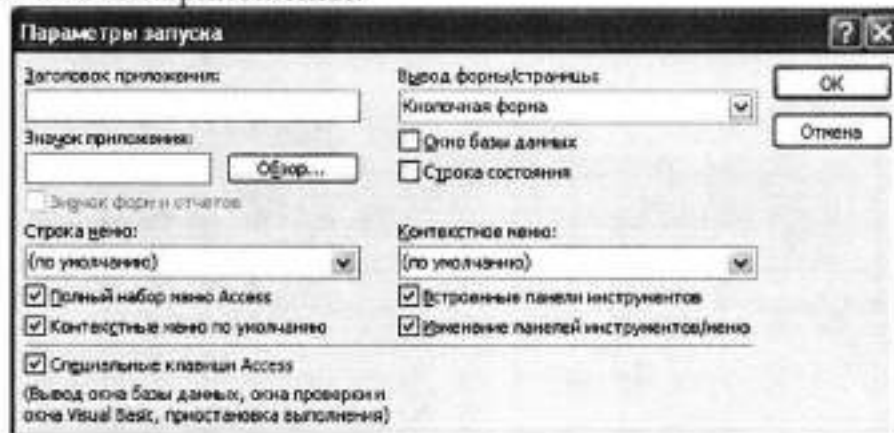 Параметры запуска
Заголовок приложения:
Вывод формы/страницы:
Кнопочная форма
OK
Значок приложения:
Обзор...
Окно базы данных
Отмена
Строка состояния
Значок форм и отчетов
Строка меню:
Контекстное меню:
(по умолчанию)
(по умолчанию)
Полный набор меню Access
Встроенные панели инструментов
Контекстные меню по умолчанию
Изменение панелей инструментов/меню
Специальные клавиши Access
(Вывод окна базы данных, окна проверки и
окна Visual Basic, приостановка выполнения)